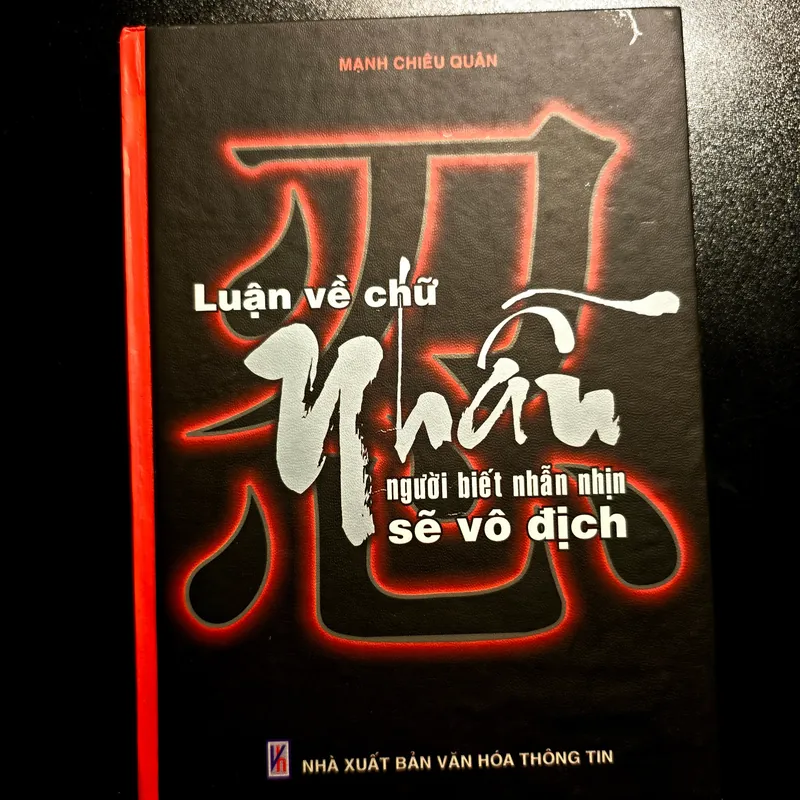 MẠNH CHIÊU QUÂN
忍
Luận về chữ
Nhẫn
người biết nhẫn nhịn
sẽ vô địch
NHÀ XUẤT BẢN VĂN HÓA THÔNG TIN